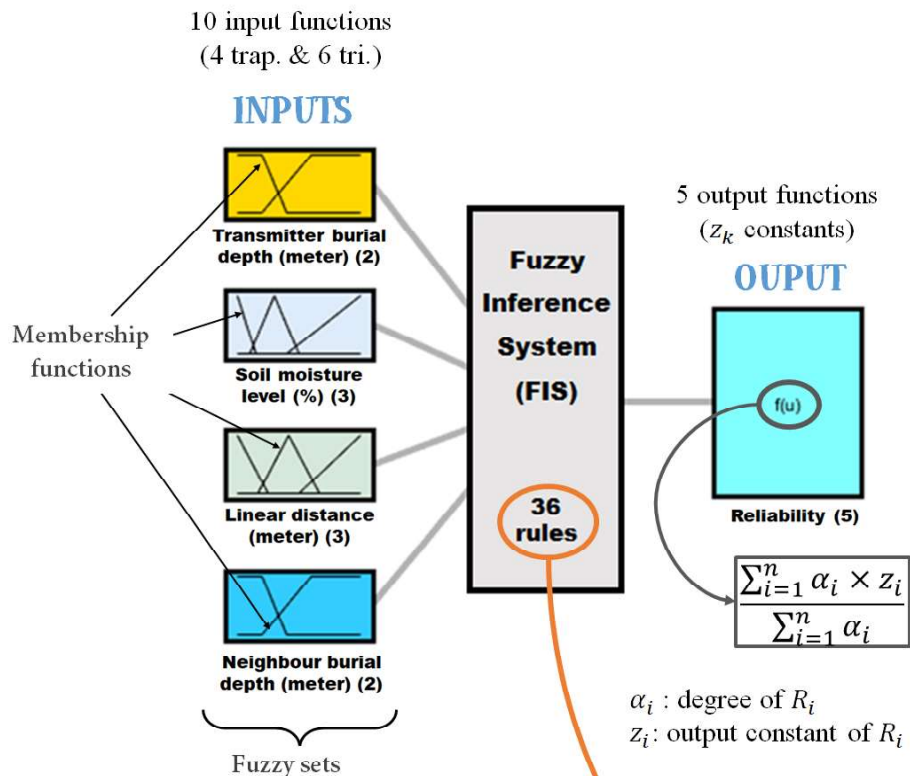 10 input functions
(4 trap. & 6 tri.)
INPUTS
Transmitter burial
depth (meter) (2)
Soil moisture
level (%) (3)
Linear distance
(meter) (3)
Neighbour burial
depth (meter) (2)
Membership
functions
Fuzzy sets
Fuzzy
Inference
System
(FIS)
36
rules
5 output functions
(z_k constants)
OUPUT
f(u)
Reliability (5)
\frac{\sum_{i=1}^{n} α_i × z_i}{\sum_{i=1}^{n} α_i}
α_i : degree of R_i
z_i: output constant of R_i